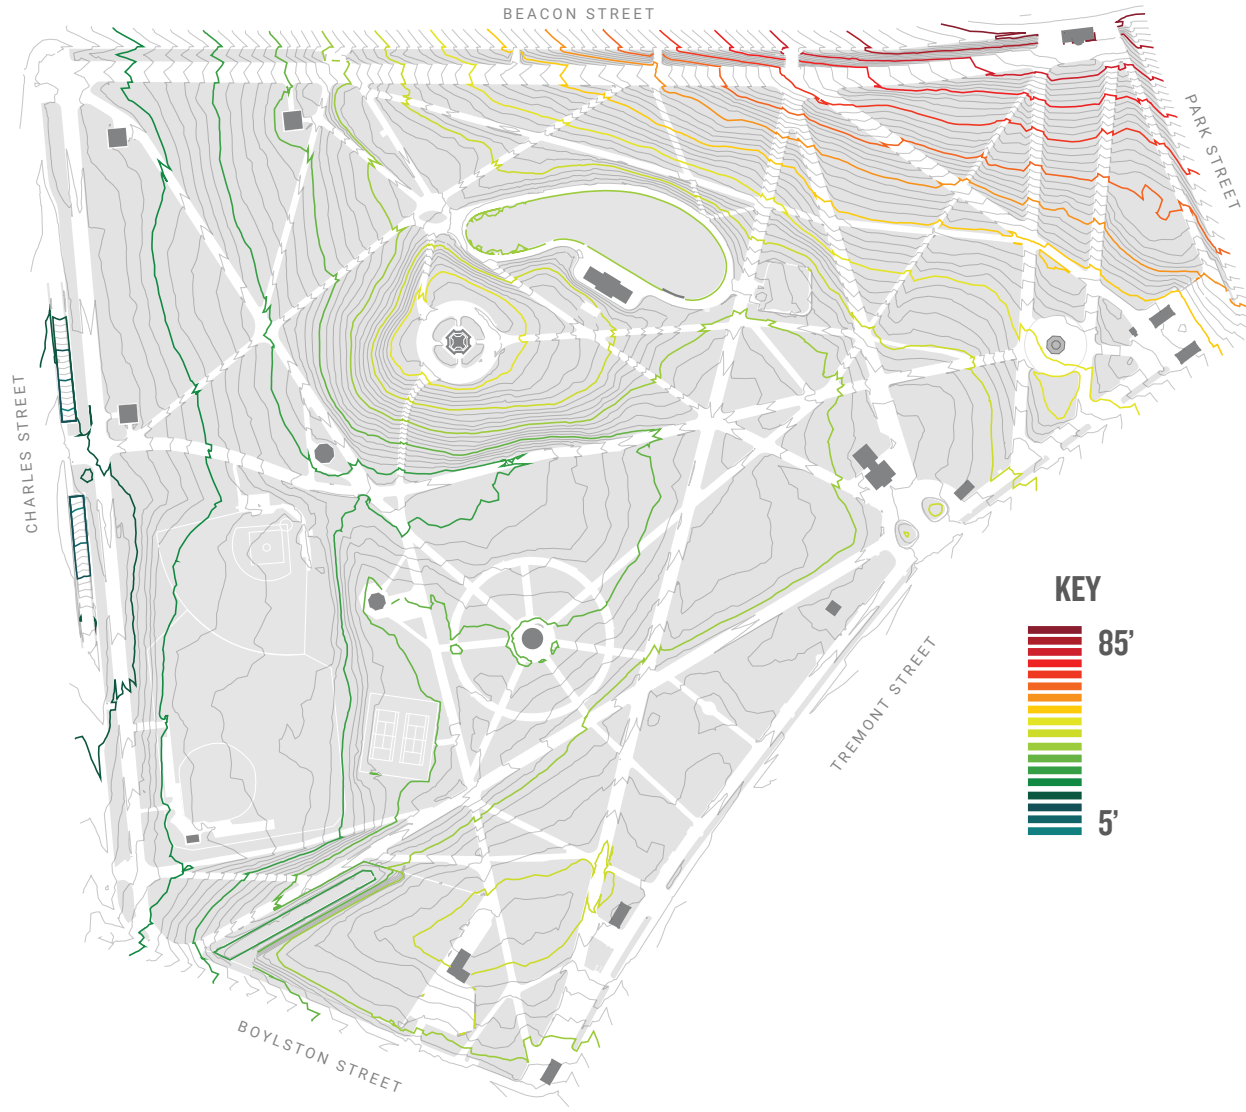 BEACON STREET
PARK STREET
CHARLES STREET
KEY
85’
TREMONT STREET
5’
BOYLSTON STREET